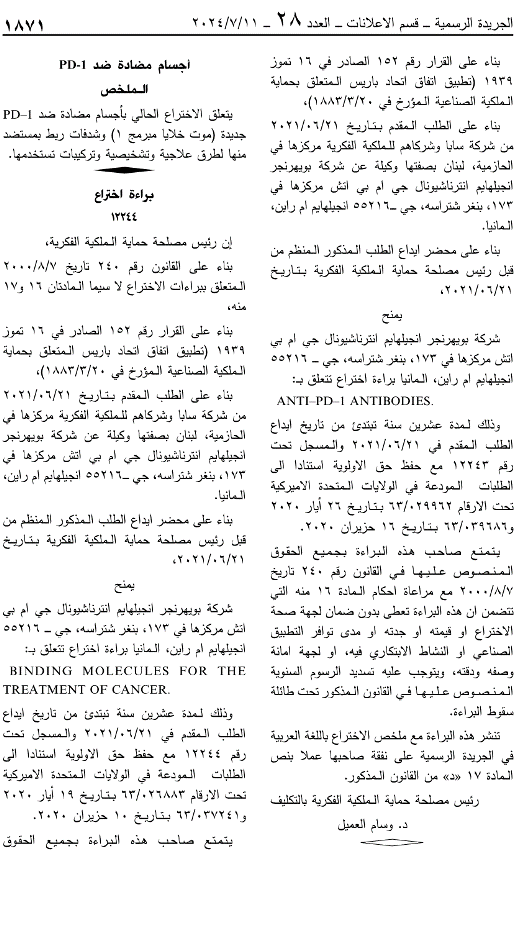 الجريدة الرسمية – قسم الاعلانات – العدد ٢٨ – ٢٠٢٤/٧/١١
١٨٧١
بناء على القرار رقم ١٥٢ الصادر في ١٦ تموز
١٩٣٩ (تطبيق اتفاق اتحاد باريس المتعلق بحماية
الملكية الصناعية المؤرخ في ١٨٨٣/٣/٢٠)،
بناء على الطلب المقدم بتاريخ ٢٠٢١/٠٦/٢١
من شركة سابا وشركاهم للملكية الفكرية مركزها في
الحازمية، لبنان بصفتها وكيلة عن شركة بويهرنجر
انجيلهايم انترناشيونال جي ام بي اتش مركزها في
١٧٣، بنغر شتراسه، جي –٥٥٢١٦ انجيلهايم ام راين،
المانيا.
بناء على محضر ايداع الطلب المذكور المنظم من
قبل رئيس مصلحة حماية الملكية الفكرية بتاريخ
٢٠٢١/٠٦/٢١،
يمنح
شركة بويهرنجر انجيلهايم انترناشيونال جي ام بي
اتش مركزها في ١٧٣، بنغر شتراسه، جي – ٥٥٢١٦
انجيلهايم ام راين، المانيا براءة اختراع تتعلق بـ:
ANTI–PD–1 ANTIBODIES.
وذلك لمدة عشرين سنة تبتدئ من تاريخ ايداع
الطلب المقدم في ٢٠٢١/٠٦/٢١ والمسجل تحت
رقم ١٢٢٤٣ مع حفظ حق الاولوية استنادا الى
الطلبات المودعة في الولايات المتحدة الاميركية
تحت الارقام ٦٣/٠٢٩٩٦٢ بتاريخ ٢٦ أيار ٢٠٢٠
و٦٣/٠٣٩٦٨٦ بتاريخ ١٦ حزيران ٢٠٢٠.
يتمتع صاحب هذه البراءة بجميع الحقوق
المنصوص عليها في القانون رقم ٢٤٠ تاريخ
٢٠٠٠/٨/٧ مع مراعاة احكام المادة ١٦ منه التي
تتضمن ان هذه البراءة تعطى بدون ضمان لجهة صحة
الاختراع او قيمته او جدته او مدى توافر التطبيق
الصناعي او النشاط الابتكاري فيه، او لجهة امانة
وصفه ودقته، ويتوجب عليه تسديد الرسوم السنوية
المنصوص عليها في القانون المذكور تحت طائلة
سقوط البراءة.
تنشر هذه البراءة مع ملخص الاختراع باللغة العربية
في الجريدة الرسمية على نفقة صاحبها عملا بنص
المادة ١٧ «د» من القانون المذكور.
رئيس مصلحة حماية الملكية الفكرية بالتكليف
د. وسام العميل
أجسام مضادة ضد PD-1
الملخص
يتعلق الاختراع الحالي بأجسام مضادة ضد PD–1
جديدة (موت خلايا مبرمج ١) وشدفات ربط بمستضد
منها لطرق علاجية وتشخيصية وتركيبات تستخدمها.
براءة اختراع
١٢٢٤٤
إن رئيس مصلحة حماية الملكية الفكرية،
بناء على القانون رقم ٢٤٠ تاريخ ٢٠٠٠/٨/٧
المتعلق ببراءات الاختراع لا سيما المادتان ١٦ و١٧
منه،
بناء على القرار رقم ١٥٢ الصادر في ١٦ تموز
١٩٣٩ (تطبيق اتفاق اتحاد باريس المتعلق بحماية
الملكية الصناعية المؤرخ في ١٨٨٣/٣/٢٠)،
بناء على الطلب المقدم بتاريخ ٢٠٢١/٠٦/٢١
من شركة سابا وشركاهم للملكية الفكرية مركزها في
الحازمية، لبنان بصفتها وكيلة عن شركة بويهرنجر
انجيلهايم انترناشيونال جي ام بي اتش مركزها في
١٧٣، بنغر شتراسه، جي –٥٥٢١٦ انجيلهايم ام راين،
المانيا.
بناء على محضر ايداع الطلب المذكور المنظم من
قبل رئيس مصلحة حماية الملكية الفكرية بتاريخ
٢٠٢١/٠٦/٢١،
يمنح
شركة بويهرنجر انجيلهايم انترناشيونال جي ام بي
اتش مركزها في ١٧٣، بنغر شتراسه، جي – ٥٥٢١٦
انجيلهايم ام راين، المانيا براءة اختراع تتعلق بـ:
BINDING MOLECULES FOR THE
TREATMENT OF CANCER.
وذلك لمدة عشرين سنة تبتدئ من تاريخ ايداع
الطلب المقدم في ٢٠٢١/٠٦/٢١ والمسجل تحت
رقم ١٢٢٤٤ مع حفظ حق الاولوية استنادا الى
الطلبات المودعة في الولايات المتحدة الاميركية
تحت الارقام ٦٣/٠٢٦٨٨٣ بتاريخ ١٩ أيار ٢٠٢٠
و٦٣/٠٣٧٢٤١ بتاريخ ١٠ حزيران ٢٠٢٠.
يتمتع صاحب هذه البراءة بجميع الحقوق